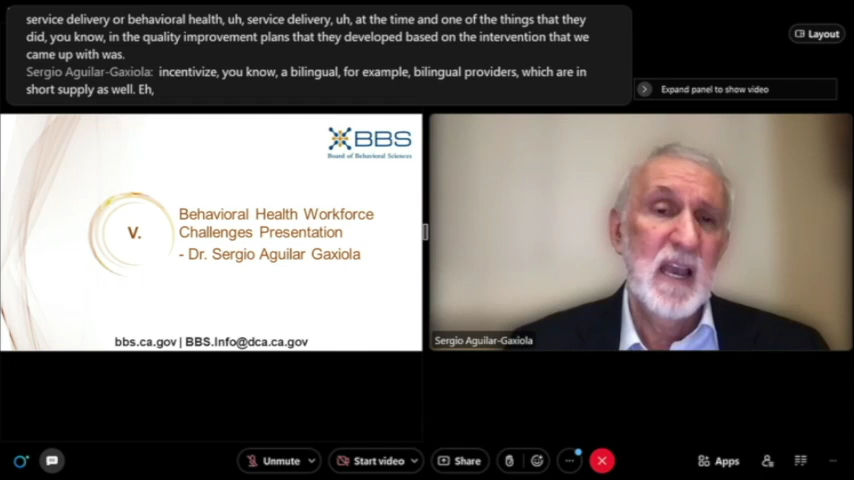 service delivery or behavioral health, uh, service delivery, uh, at the time and one of the things that they
did, you know, in the quality improvement plans that they developed based on the intervention that we
came up with was.
Sergio Aguilar-Gaxiola: incentivize, you know, a bilingual, for example, bilingual providers, which are in
short supply as well. Eh,
Layout
Expand panel to show video
BBS
Board of Behavioral Sciences
V.
Behavioral Health Workforce
Challenges Presentation
- Dr. Sergio Aguilar Gaxiola
bbs.ca.gov | BBS.Info@dca.ca.gov
Sergio Aguilar-Gaxiola
Unmute
Start video
Share
Apps